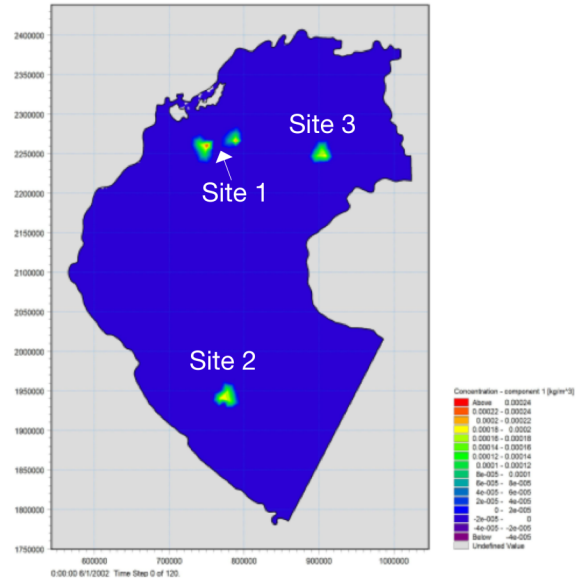 2400000
2350000
2300000
2250000
2200000
2150000
2100000
2050000
2000000
1950000
1900000
1850000
1800000
1750000
Site 3
Site 1
Site 2
600000 700000 800000 900000 1000000
0:00:00 8/1/2002 Time Step 0 of 120.
Concentration - component 1 [kg/m^3]
Above 0.00024
0.00022 - 0.00024
0.0002 - 0.00022
0.00018 - 0.0002
0.00016 - 0.00018
0.00014 - 0.00016
0.00012 - 0.00014
0.0001 - 0.00012
8e-005 - 0.0001
6e-005 - 8e-005
4e-005 - 6e-005
2e-005 - 4e-005
0 - 2e-005
-2e-005 - 0
-4e-005 - -2e-005
Below -4e-005
Undefined Value